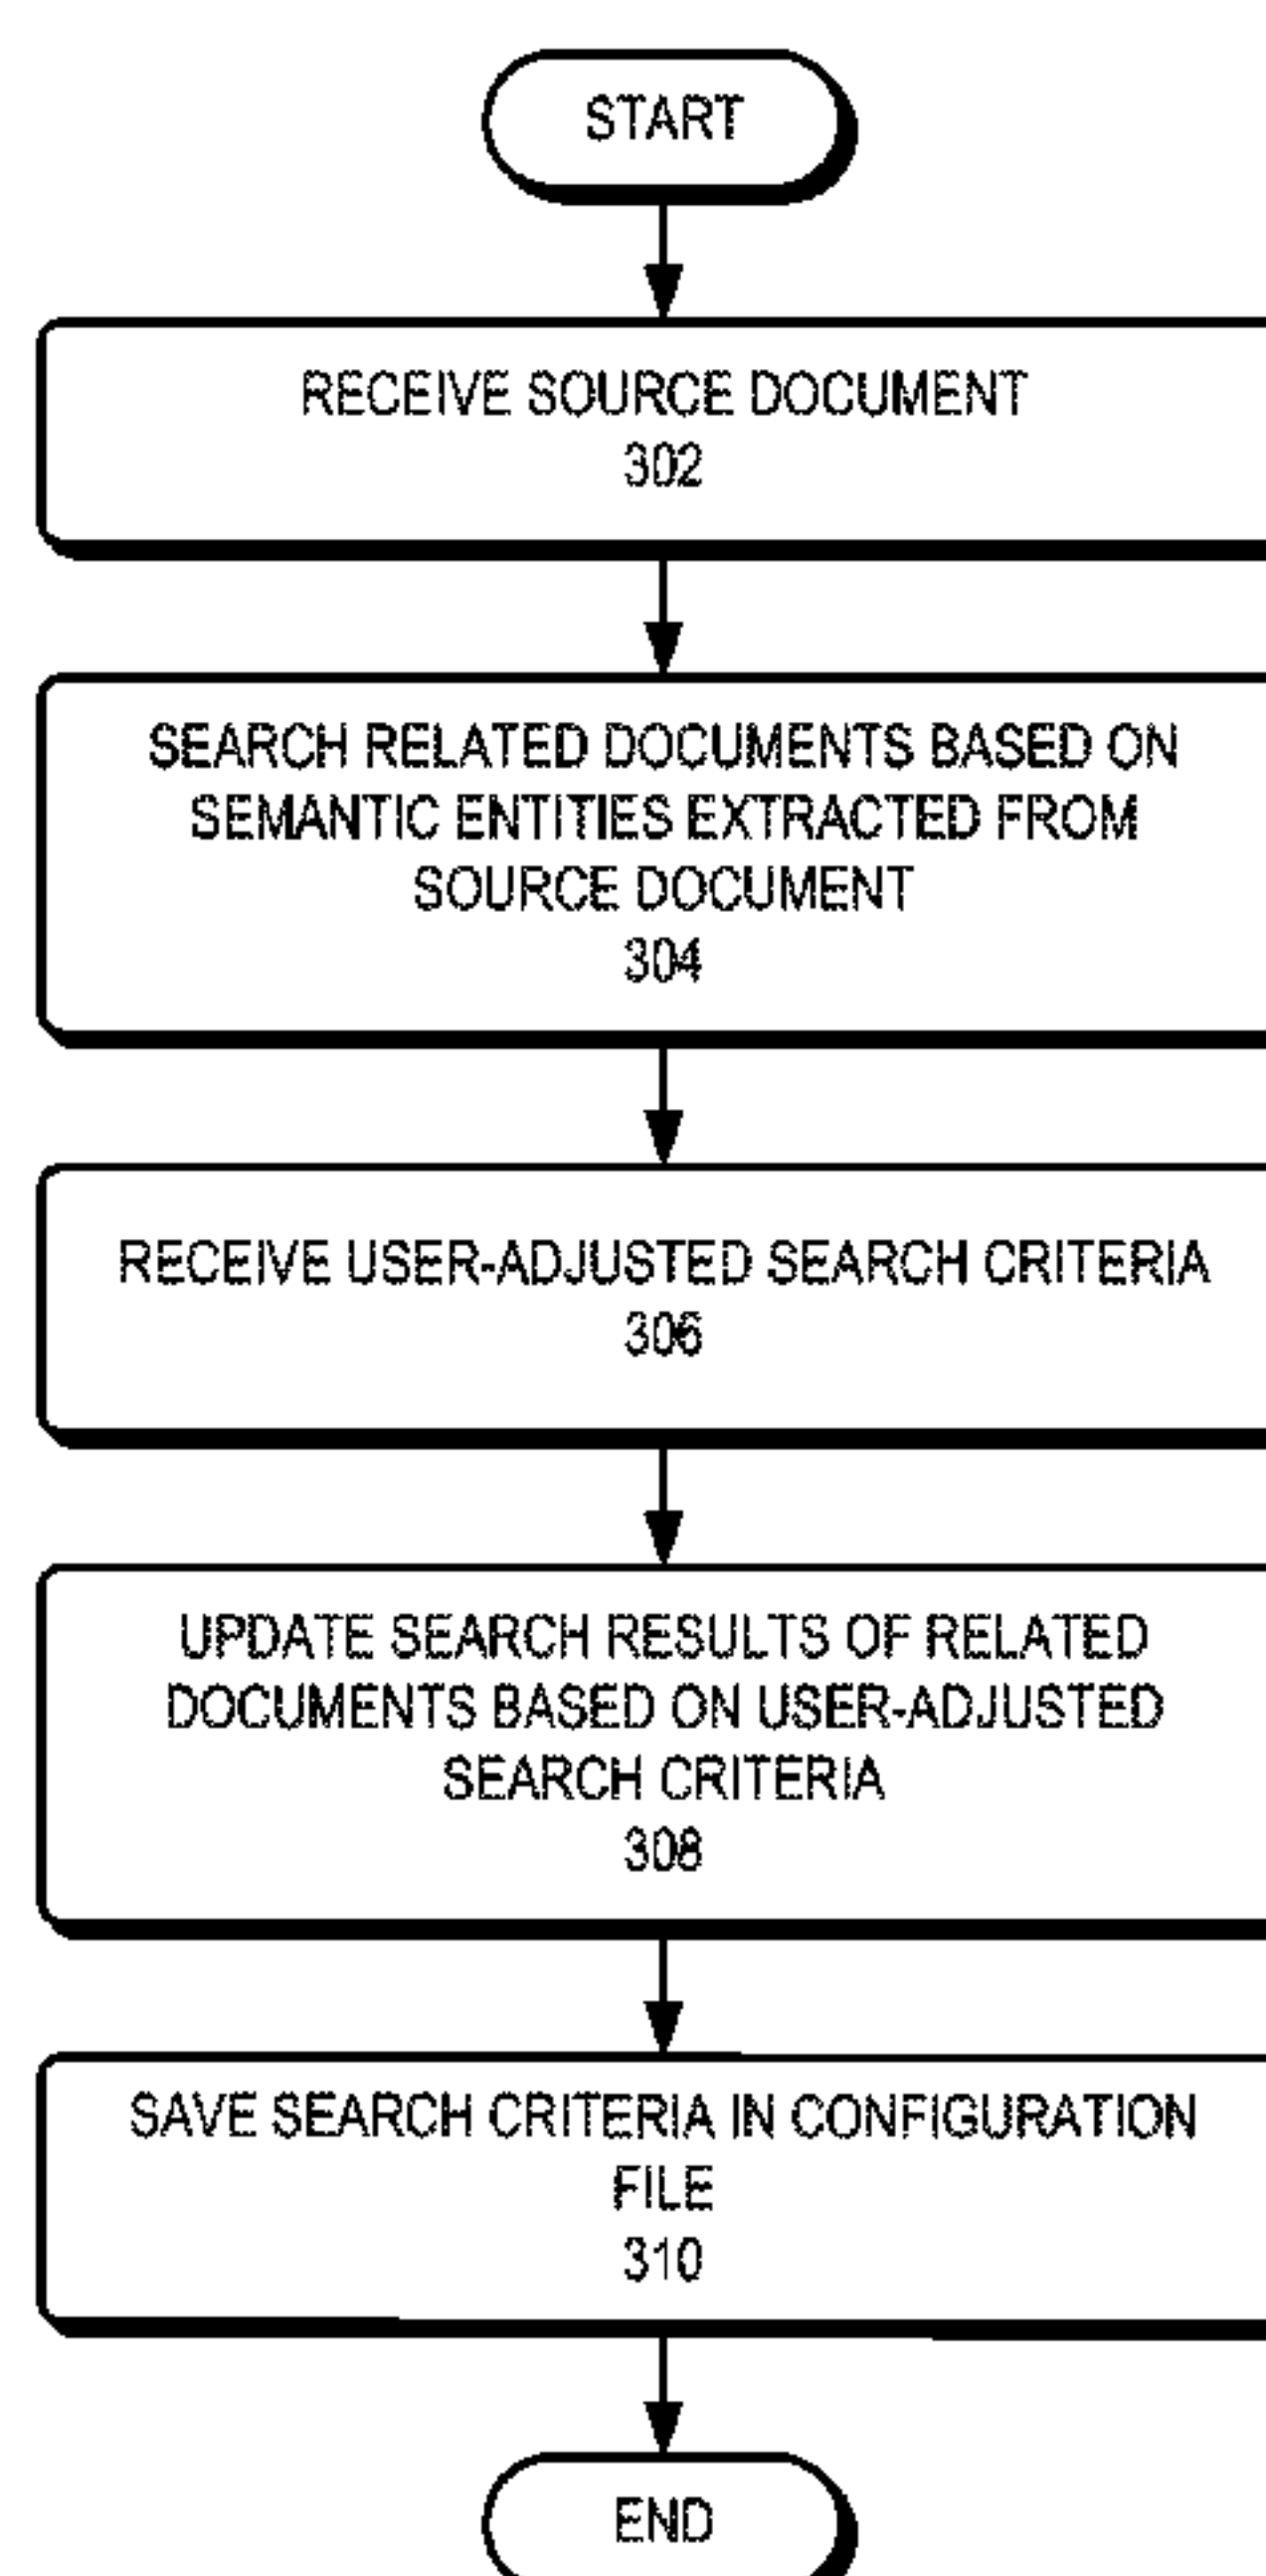 START
RECEIVE SOURCE DOCUMENT
302
SEARCH RELATED DOCUMENTS BASED ON
SEMANTIC ENTITIES EXTRACTED FROM
SOURCE DOCUMENT
304
RECEIVE USER-ADJUSTED SEARCH CRITERIA
306
UPDATE SEARCH RESULTS OF RELATED
DOCUMENTS BASED ON USER-ADJUSTED
SEARCH CRITERIA
308
SAVE SEARCH CRITERIA IN CONFIGURATION
FILE
310
END